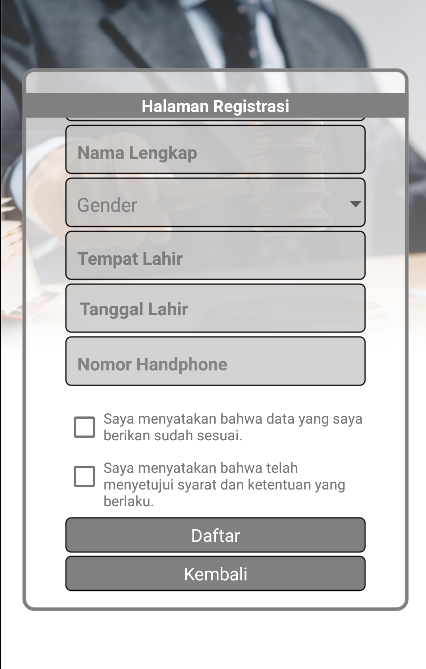 Halaman Registrasi
Nama Lengkap
Gender
Tempat Lahir
Tanggal Lahir
Nomor Handphone
Saya menyatakan bahwa data yang saya
berikan sudah sesuai.
Saya menyatakan bahwa telah
menyetujui syarat dan ketentuan yang
berlaku.
Daftar
Kembali